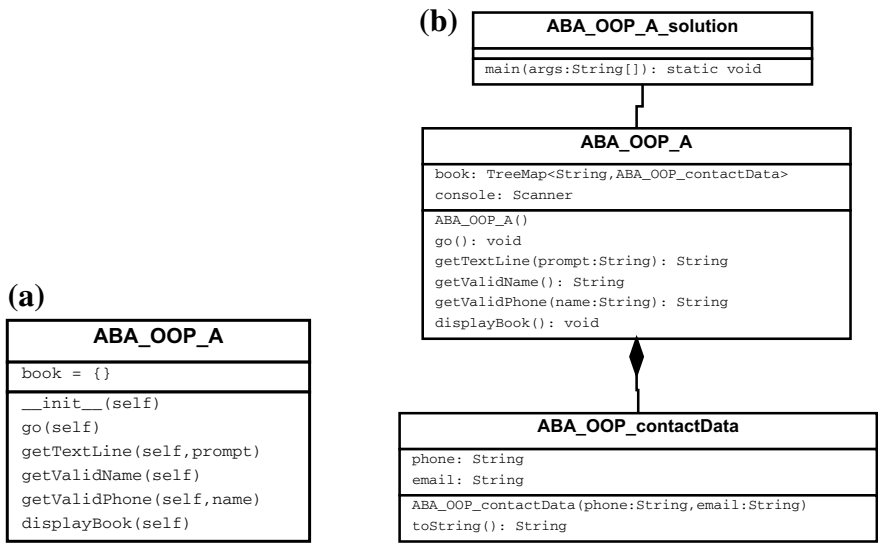 (a)
ABA_OOP_A
book = {}
__init__(self)
go(self)
getTextLine(self,prompt)
getValidName(self)
getValidPhone(self,name)
displayBook(self)
(b)
ABA_OOP_A_solution
main(args:String[]): static void
ABA_OOP_A
book: TreeMap<String,ABA_OOP_contactData>
console: Scanner
ABA_OOP_A()
go(): void
getTextLine(prompt:String): String
getValidName(): String
getValidPhone(name:String): String
displayBook(): void
ABA_OOP_contactData
phone: String
email: String
ABA_OOP_contactData(phone:String,email:String)
toString(): String